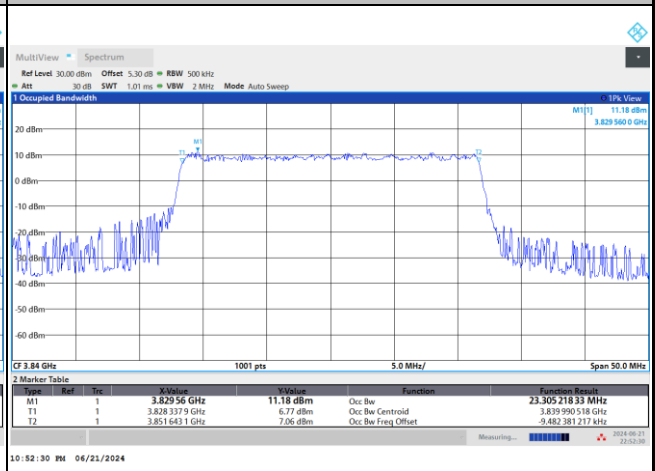 MultiView Spectrum
Ref Level 30.00 dBm Offset 5.30 dB RBW 500 kHz
Att 30 dB SWT 1.01 ms VBW 2 MHz Mode Auto Sweep
1 Occupied Bandwidth 1Pk View
M1[1] 11.18 dBm
3.829 560 0 GHz
20 dBm
M1
T1 T2
10 dBm
0 dBm
-10 dBm
-20 dBm
-30 dBm
-40 dBm
-50 dBm
-60 dBm
CF 3.84 GHz 1001 pts 5.0 MHz/ Span 50.0 MHz
2 Marker Table
Type Ref Trc X-Value Y-Value Function Function Result
M1 1 3.829 56 GHz 11.18 dBm Occ Bw 23.305 218 33 MHz
T1 1 3.828 337 9 GHz 6.77 dBm Occ Bw Centroid 3.839 990 518 GHz
T2 1 3.851 643 1 GHz 7.06 dBm Occ Bw Freq Offset -9.482 381 217 kHz
Measuring... 2024-06-21
22:52:30
10:52:30 PM 06/21/2024